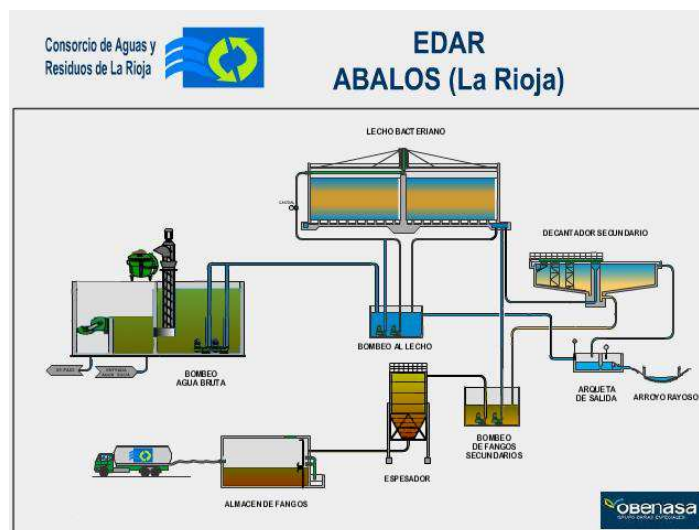 Consorcio de Aguas y
Residuos de La Rioja
EDAR
ABALOS (La Rioja)
LECHO BACTERIANO
DECANTADOR SECUNDARIO
BOMBEO AL LECHO
BOMBEO
AGUA BRUTA
ARQUETA
DE SALIDA
ARROYO RAYOSO
BOMBEO
DE FANGOS
SECUNDARIOS
ESPESADOR
ALMACEN DE FANGOS
obenasa